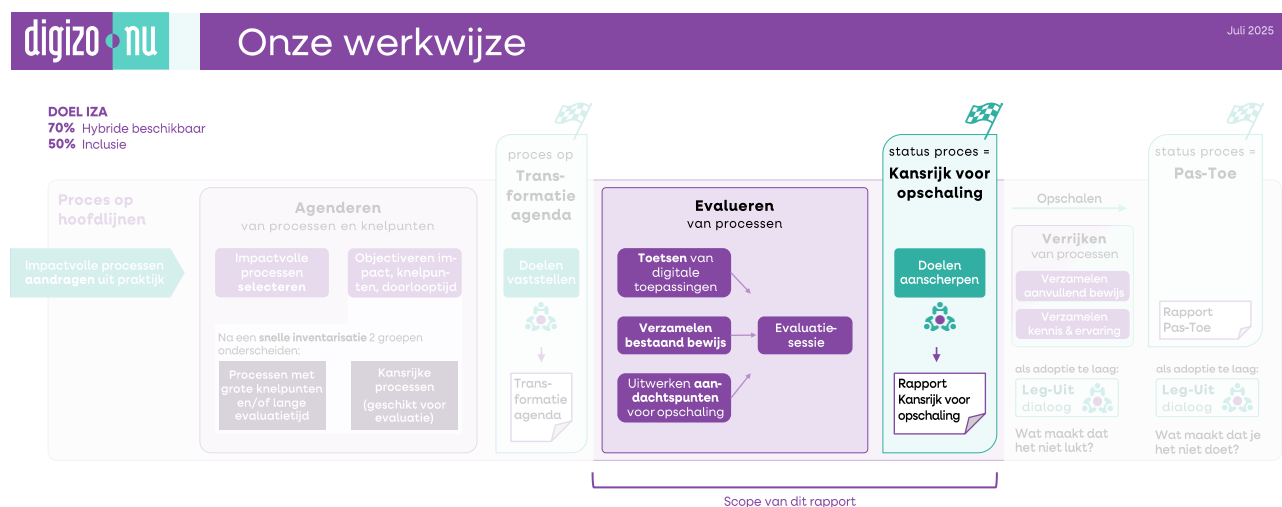 digizo nu
Onze werkwijze
Juli 2025
DOEL IZA
70% Hybride beschikbaar
50% Inclusie
Proces op
hoofdlijnen
Impactvolle processen
aandragen uit praktijk
Agenderen
van processen en knelpunten
Impactvolle
processen
selecteren
Objectiveren im-
pact, knelpun-
ten, doorlooptijd
Na een snelle inventarisatie 2 groepen
onderscheiden:
Processen met
grote knelpunten
en/of lange
evaluatietijd
Kansrijke
processen
(geschikt voor
evaluatie)
proces op
Trans-
formatie
agenda
Doelen
vaststellen
Trans-
formatie
agenda
Evalueren
van processen
Toetsen van
digitale
toepassingen
Verzamelen
bestaand bewijs
Uitwerken aan-
dachtspunten
voor opschaling
Evaluatie-
sessie
status proces =
Kansrijk voor
opschaling
Doelen
aanscherpen
Rapport
Kansrijk voor
opschaling
Opschalen
Verrijken
van processen
Verzamelen
aanvullend bewijs
Verzamelen
kennis & ervaring
als adoptie te laag:
Leg-Uit
dialoog
Wat maakt dat
het niet lukt?
status proces =
Pas-Toe
Rapport
Pas-Toe
als adoptie te laag:
Leg-Uit
dialoog
Wat maakt dat je
het niet doet?
Scope van dit rapport